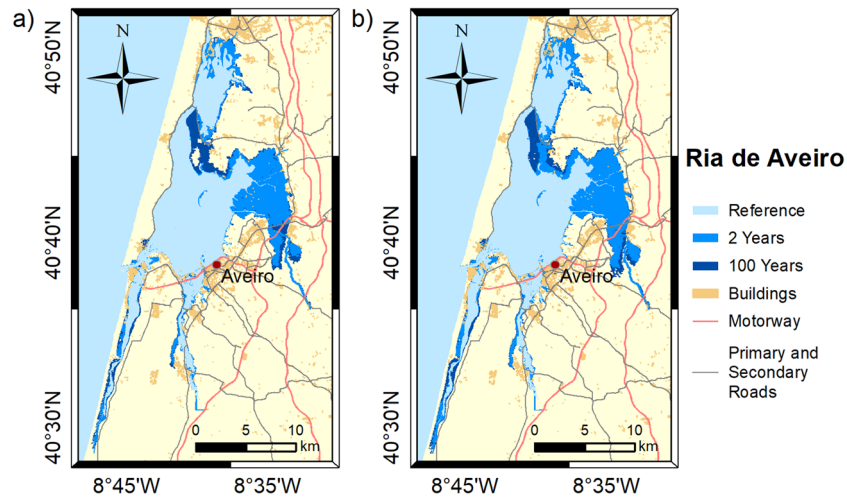 a)
N
40°50'N
40°40'N
40°30'N
Aveiro
0 5 10
km
8°45'W 8°35'W
b)
N
40°50'N
40°40'N
40°30'N
Aveiro
0 5 10
km
8°45'W 8°35'W
Ria de Aveiro
Reference
2 Years
100 Years
Buildings
Motorway
Primary and
Secondary
Roads